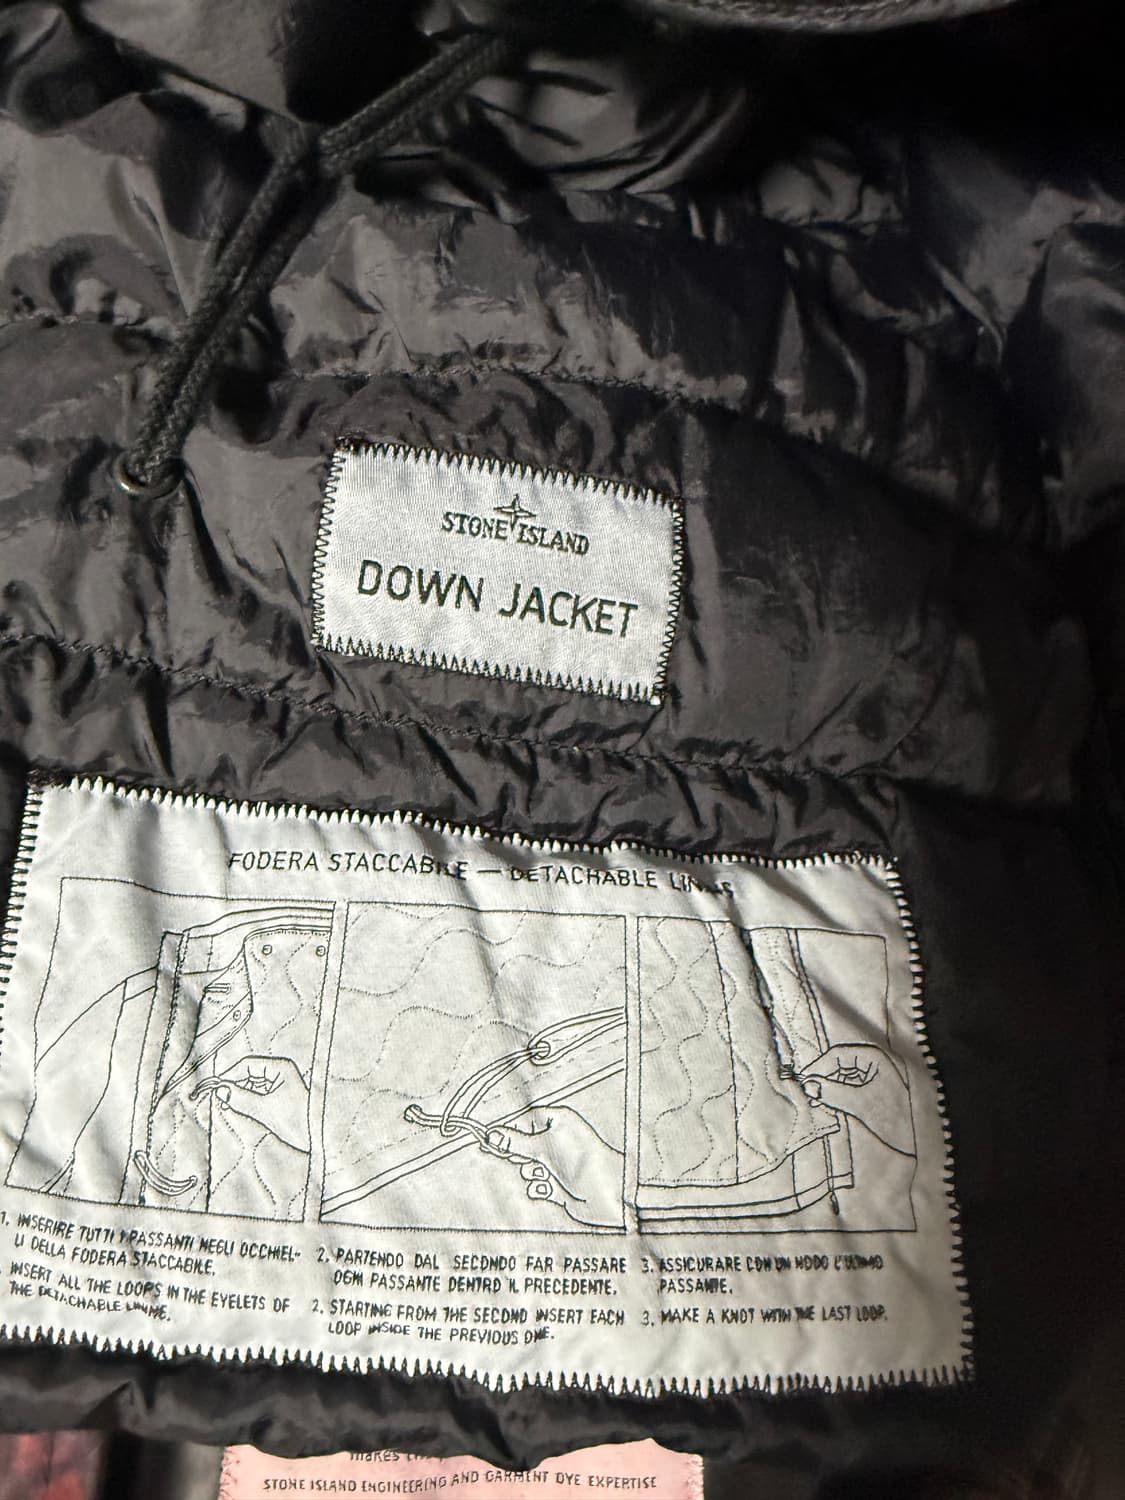 STONE ISLAND
DOWN JACKET
FODERA STACCABILE — DETACHABLE
1. INSERIRE TUTTI I PASSANTI NEGLI OCCHIEL-
LI DELLA FODERA STACCABILE.
INSERT ALL THE LOOPS IN THE EYELETS OF
THE DETACHABLE
2. PARTENDO DAL SECONDO FAR PASSARE
OGNI PASSANTE DENTRO IL PRECEDENTE.
2. STARTING FROM THE SECOND INSERT EACH
LOOP INSIDE THE PREVIOUS ONE.
3. ASSICURARE CON UN NODO L'ULTIMO
PASSANTE.
3. MAKE A KNOT WITH THE LAST LOOP.
makes
STONE ISLAND ENGINEERING AND GARMENT DYE EXPERTISE